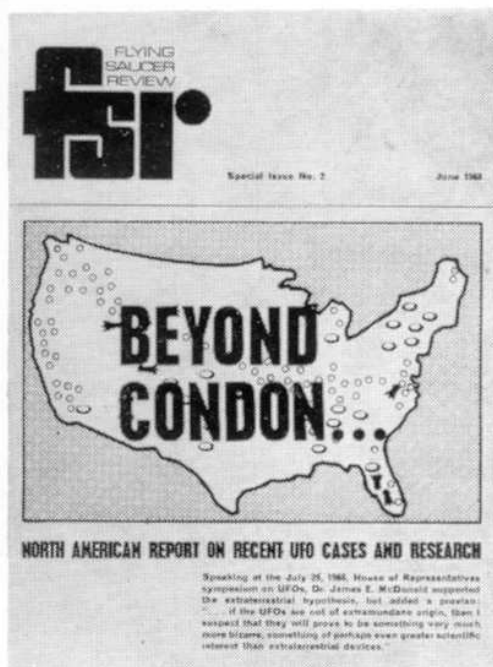 FLYING
SAUCER
REVIEW
fsr
Special Issue No. 2 June 1969
BEYOND
CONDON...
NORTH AMERICAN REPORT ON RECENT UFO CASES AND RESEARCH
Speaking at the July 29, 1968, House of Representatives
symposium on UFOs, Dr. James E. McDonald supported
the extraterrestrial hypothesis, but added a proviso:
"..... if the UFOs are not of extramundane origin, then I
suspect that they will prove to be something very much
more bizarre, something of perhaps even greater scientific
interest than extraterrestrial devices."